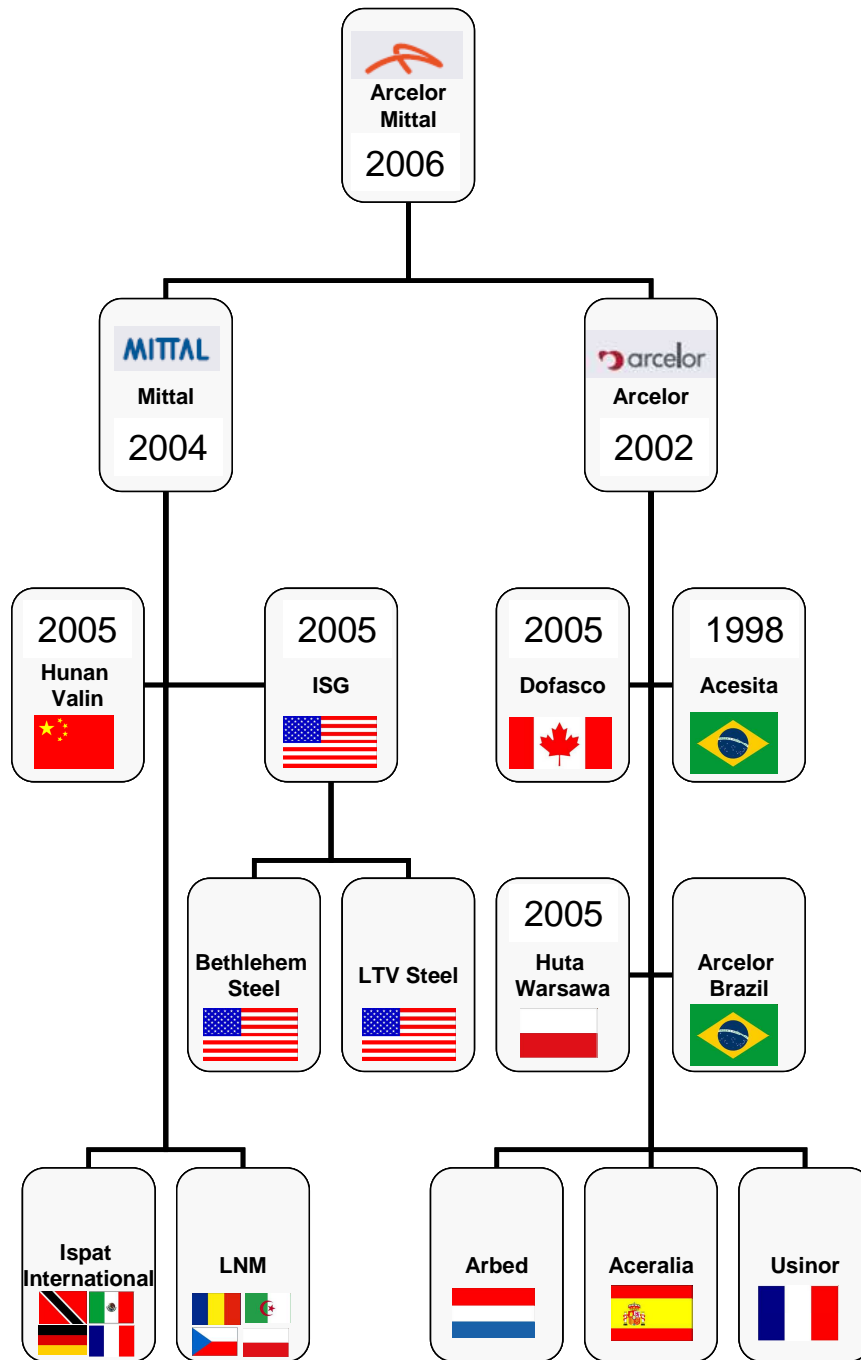 Arcelor
Mittal
2006
MITTAL
Mittal
2004
arcelor
Arcelor
2002
2005
Hunan
Valin
2005
ISG
2005
Dofasco
1998
Acesita
Bethlehem
Steel
LTV Steel
2005
Huta
Warsawa
Arcelor
Brazil
Ispat
International
LNM
Arbed
Aceralia
Usinor